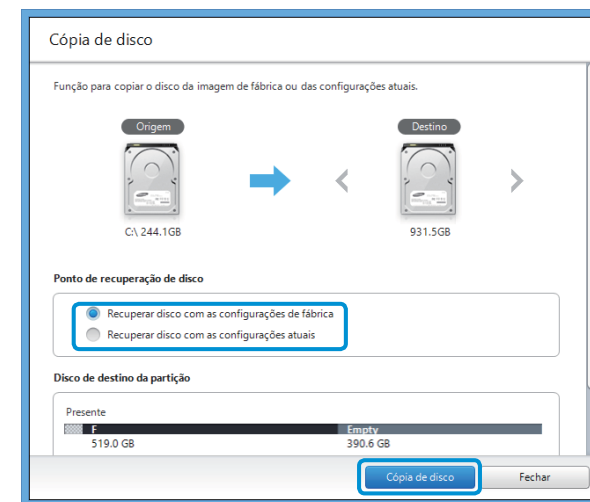 Cópia de disco
Função para copiar o disco da imagem de fábrica ou das configurações atuais.
Origem
Destino
C:\ 244.1GB
931.5GB
Ponto de recuperação de disco
Recuperar disco com as configurações de fábrica
Recuperar disco com as configurações atuais
Disco de destino da partição
Presente
F
Empty
519.0 GB
390.6 GB
Cópia de disco
Fechar